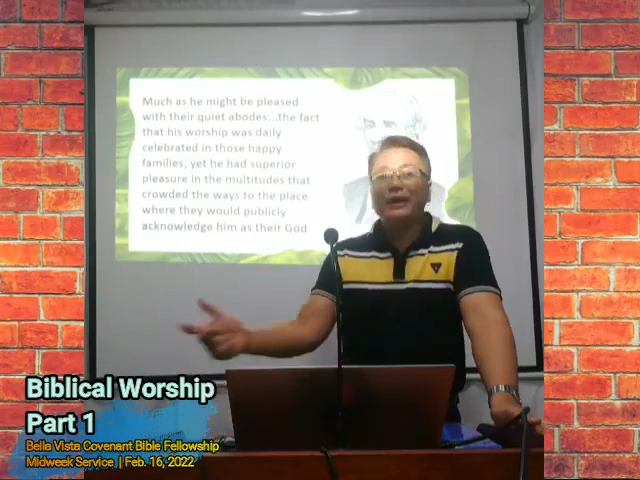 Much as he might be pleased
with their quiet abodes...the fact
that his worship was daily
celebrated in those happy
families, yet he had superior
pleasure in the multitudes that
crowded the ways to the place
where they would publicly
acknowledge him as their God
Biblical Worship
Part 1
Bella Vista Covenant Bible Fellowship
Midweek Service | Feb. 16, 2022